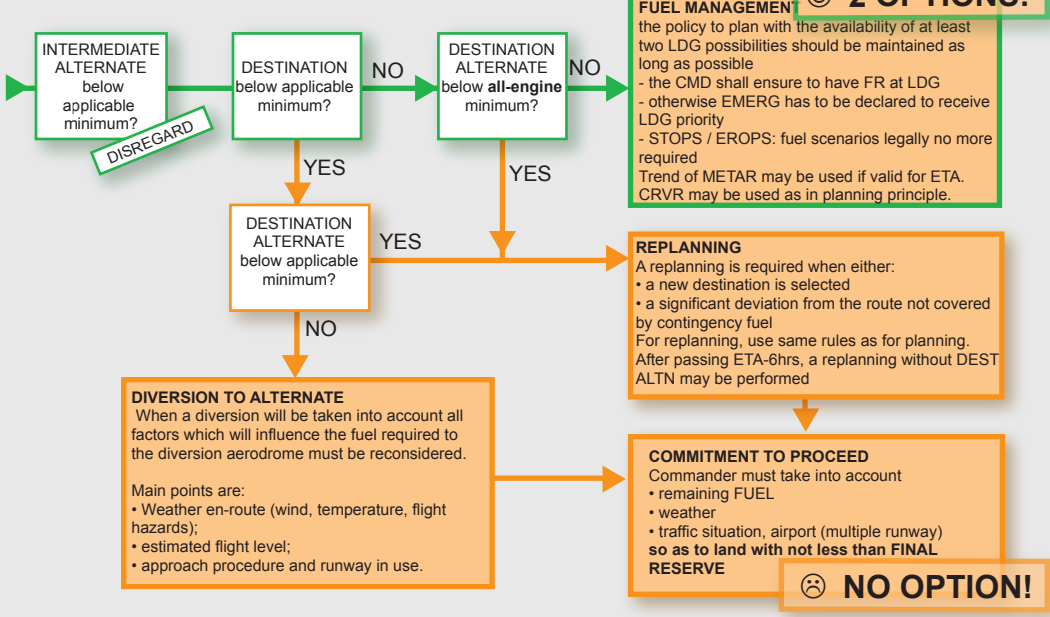 ☺ 2 OPTIONS!
FUEL MANAGEMENT
the policy to plan with the availability of at least
two LDG possibilities should be maintained as
long as possible
- the CMD shall ensure to have FR at LDG
- otherwise EMERG has to be declared to receive
LDG priority
- STOPS / EROPS: fuel scenarios legally no more
required
Trend of METAR may be used if valid for ETA.
CRVR may be used as in planning principle.
INTERMEDIATE
ALTERNATE
below
applicable
minimum?
DISREGARD
DESTINATION
below applicable
minimum?
NO
DESTINATION
ALTERNATE
below all-engine
minimum?
NO
YES
YES
DESTINATION
ALTERNATE
below applicable
minimum?
YES
NO
REPLANNING
A replanning is required when either:
• a new destination is selected
• a significant deviation from the route not covered
by contingency fuel
For replanning, use same rules as for planning.
After passing ETA-6hrs, a replanning without DEST
ALTN may be performed
DIVERSION TO ALTERNATE
When a diversion will be taken into account all
factors which will influence the fuel required to
the diversion aerodrome must be reconsidered.
Main points are:
• Weather en-route (wind, temperature, flight
hazards);
• estimated flight level;
• approach procedure and runway in use.
COMMITMENT TO PROCEED
Commander must take into account
• remaining FUEL
• weather
• traffic situation, airport (multiple runway)
so as to land with not less than FINAL
RESERVE
☹ NO OPTION!